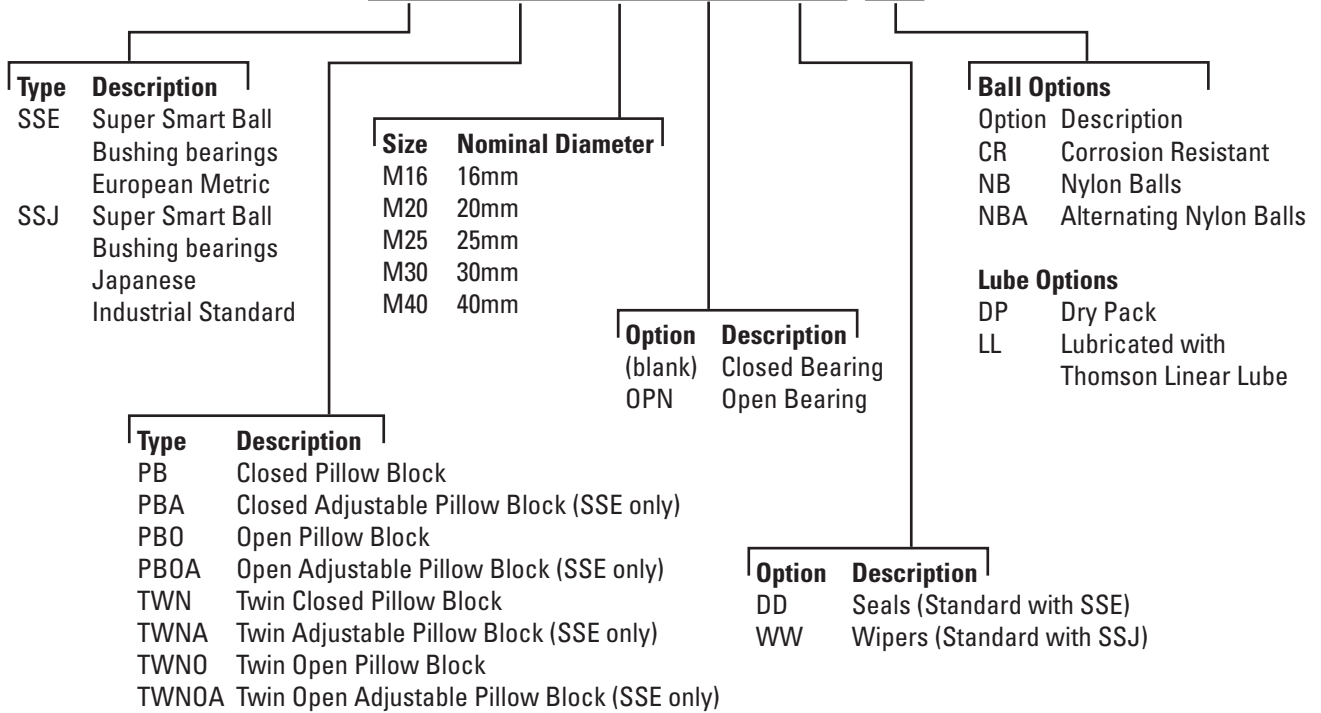 Type Description
SSE Super Smart Ball
Bushing bearings
European Metric
SSJ Super Smart Ball
Bushing bearings
Japanese
Industrial Standard
Size Nominal Diameter
M16 16mm
M20 20mm
M25 25mm
M30 30mm
M40 40mm
Ball Options
Option Description
CR Corrosion Resistant
NB Nylon Balls
NBA Alternating Nylon Balls
Lube Options
DP Dry Pack
LL Lubricated with
Thomson Linear Lube
Option Description
(blank) Closed Bearing
OPN Open Bearing
Type Description
PB Closed Pillow Block
PBA Closed Adjustable Pillow Block (SSE only)
PBO Open Pillow Block
PBOA Open Adjustable Pillow Block (SSE only)
TWN Twin Closed Pillow Block
TWNA Twin Adjustable Pillow Block (SSE only)
TWNO Twin Open Pillow Block
TWNOA Twin Open Adjustable Pillow Block (SSE only)
Option Description
DD Seals (Standard with SSE)
WW Wipers (Standard with SSJ)